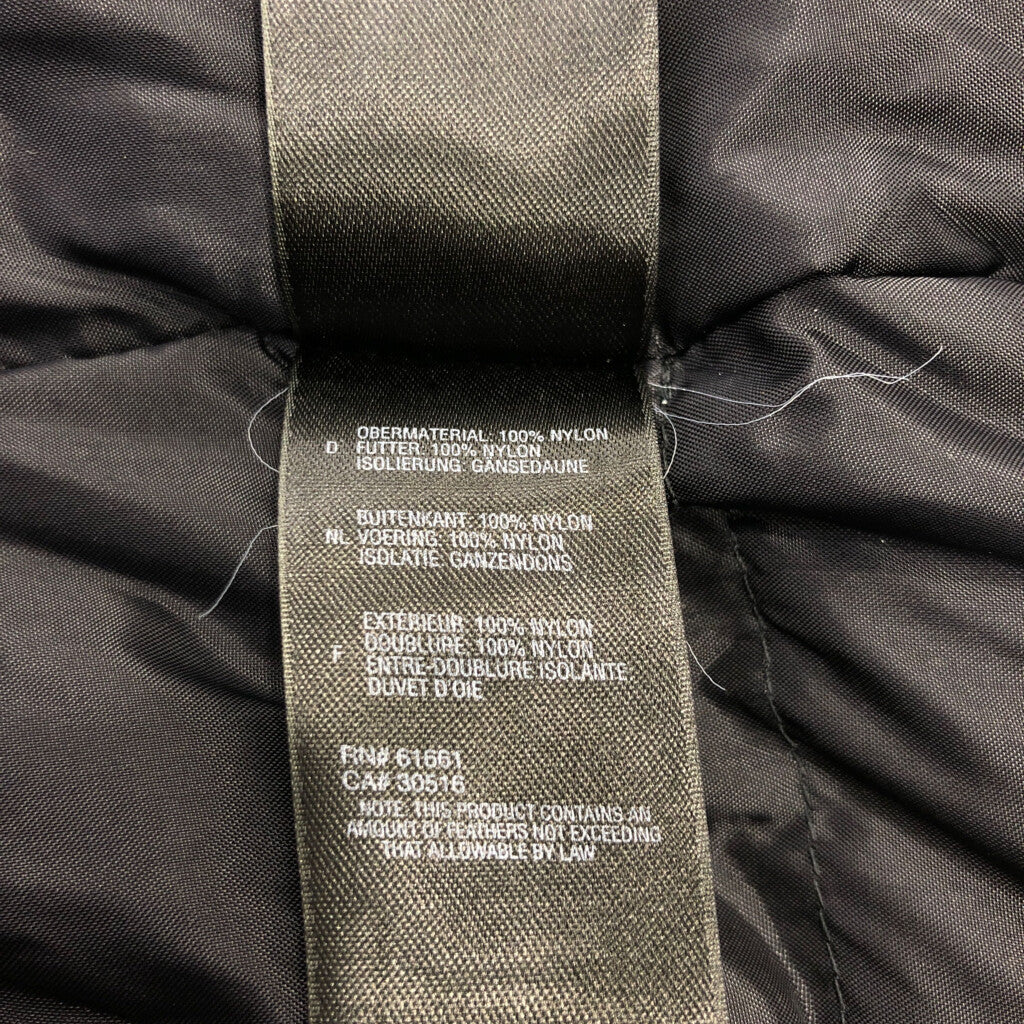 OBERMATERIAL: 100% NYLON
D FUTTER: 100% NYLON
ISOLIERUNG: GÄNSEDAUNE
BUITENKANT: 100% NYLON
NL VOERING: 100% NYLON
ISOLATIE: GANZENDONS
EXTÉRIEUR: 100% NYLON
F DOUBLURE: 100% NYLON
ENTRE-DOUBLURE ISOLANTE:
DUVET D'OIE
RN# 61661
CA# 30516
NOTE: THIS PRODUCT CONTAINS AN
AMOUNT OF FEATHERS NOT EXCEEDING
THAT ALLOWABLE BY LAW